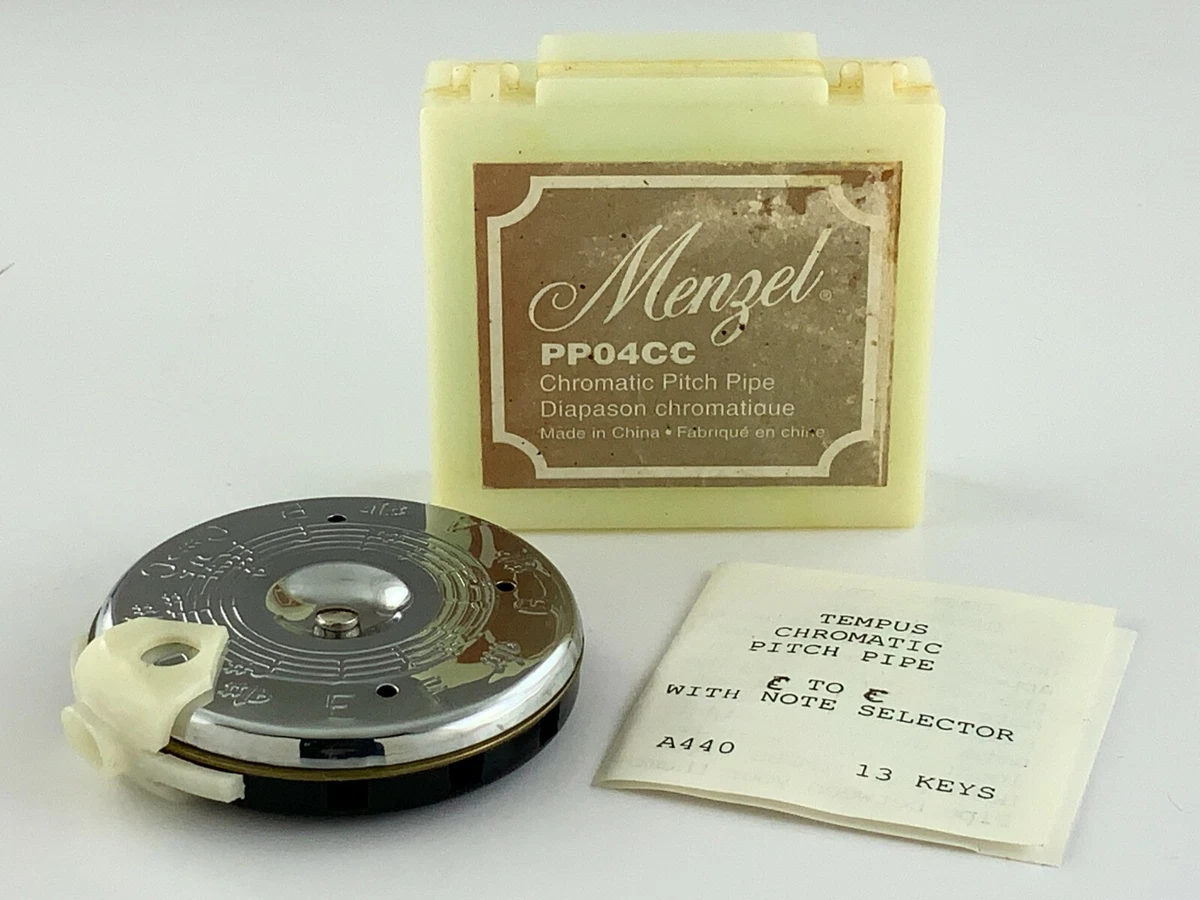 Menzel®
PP04CC
Chromatic Pitch Pipe
Diapason chromatique
Made in China • Fabriqué en chine
TEMPUS
CHROMATIC
PITCH PIPE
C TO C
WITH NOTE SELECTOR
A440
13 KEYS